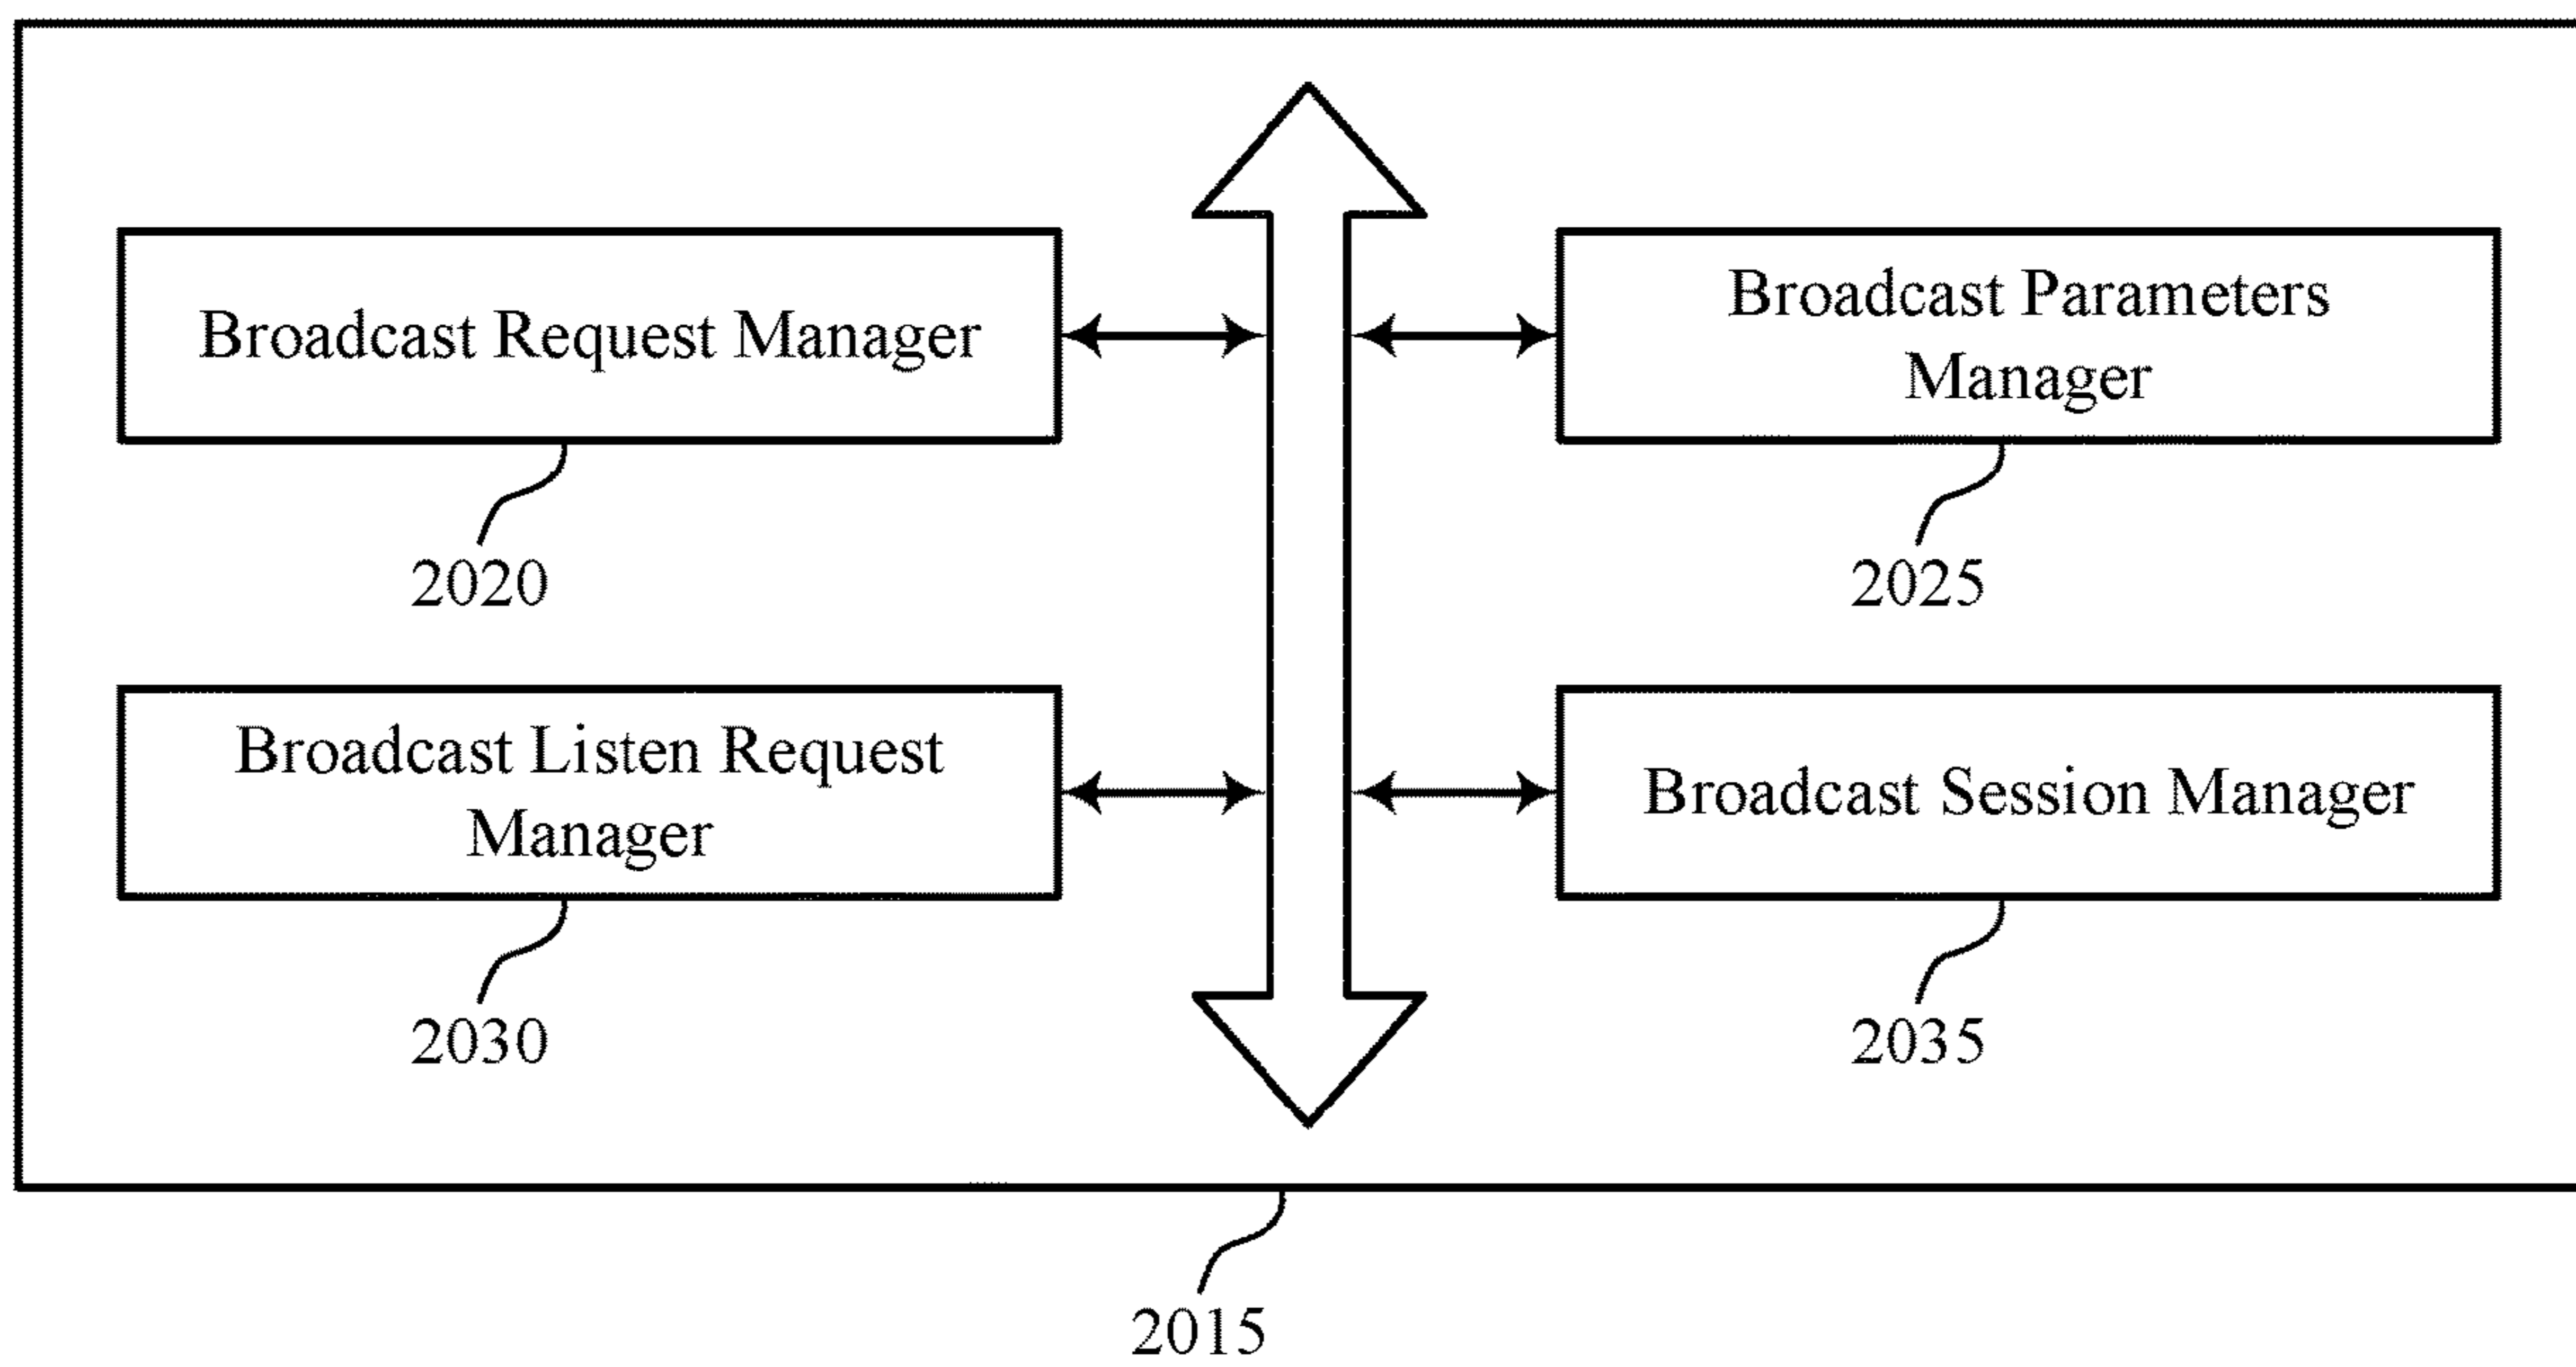 Broadcast Request Manager
2020
Broadcast Parameters
Manager
2025
Broadcast Listen Request
Manager
2030
Broadcast Session Manager
2035
2015